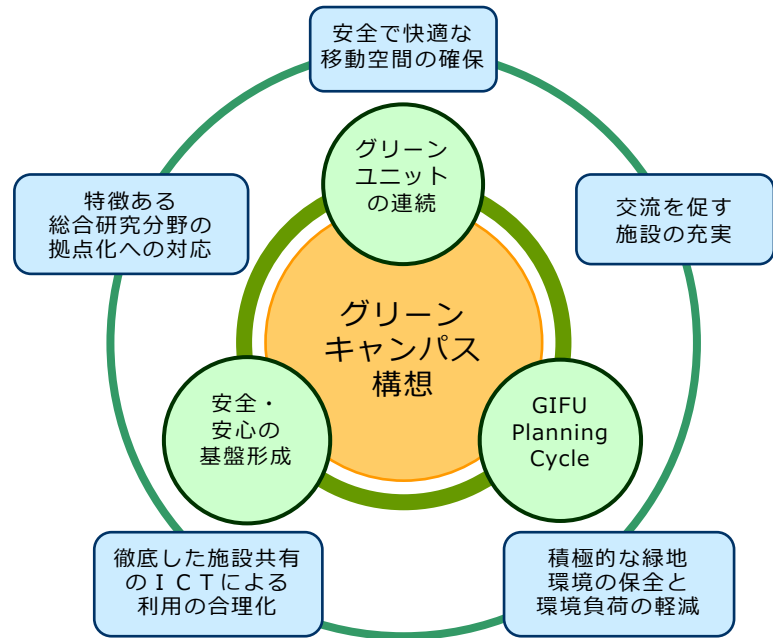 安全で快適な
移動空間の確保
グリーン
ユニット
の連続
特徴ある
総合研究分野の
拠点化への対応
交流を促す
施設の充実
グリーン
キャンパス
構想
安全・
安心の
基盤形成
GIFU
Planning
Cycle
徹底した施設共有
のＩＣＴによる
利用の合理化
積極的な緑地
環境の保全と
環境負荷の軽減